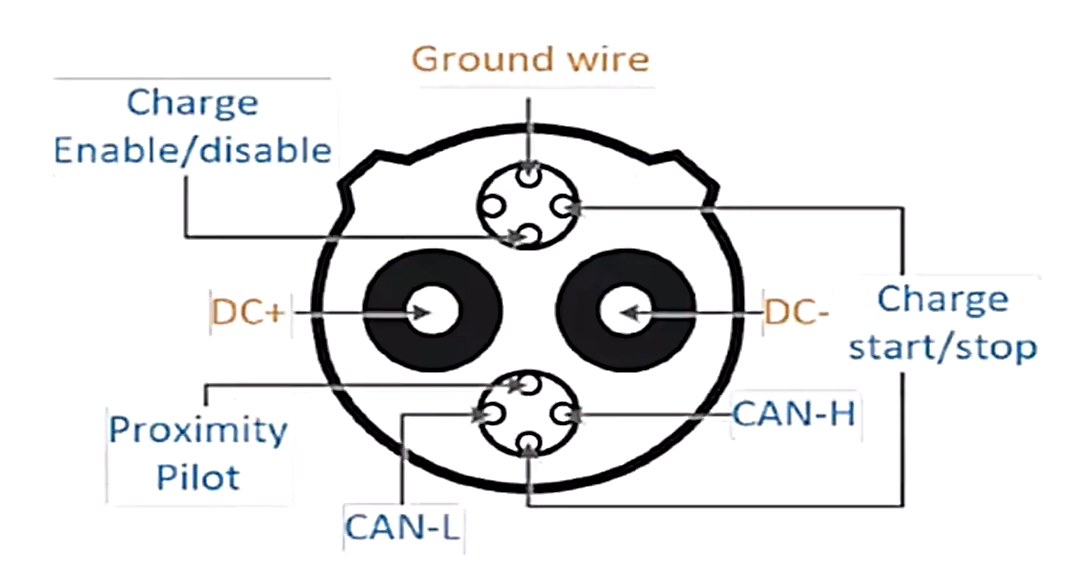 Ground wire
Charge
Enable/disable
DC+
DC-
Charge
start/stop
Proximity
Pilot
CAN-H
CAN-L